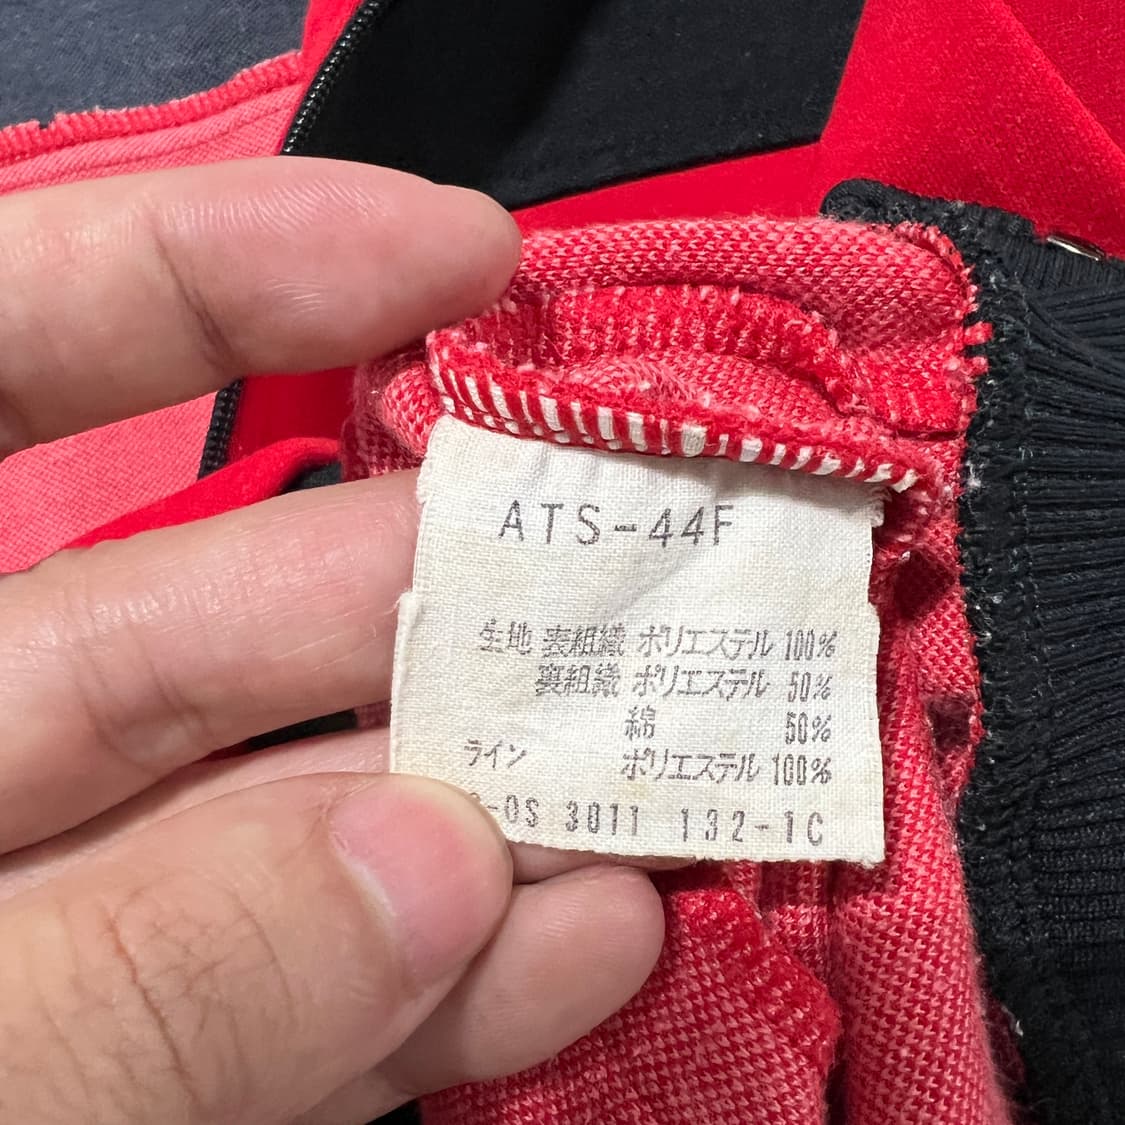 ATS-44F
生地 表組織 ポリエステル 100%
裏組織 ポリエステル 50%
綿 50%
ライン ポリエステル 100%
-0S 3011 132-1C